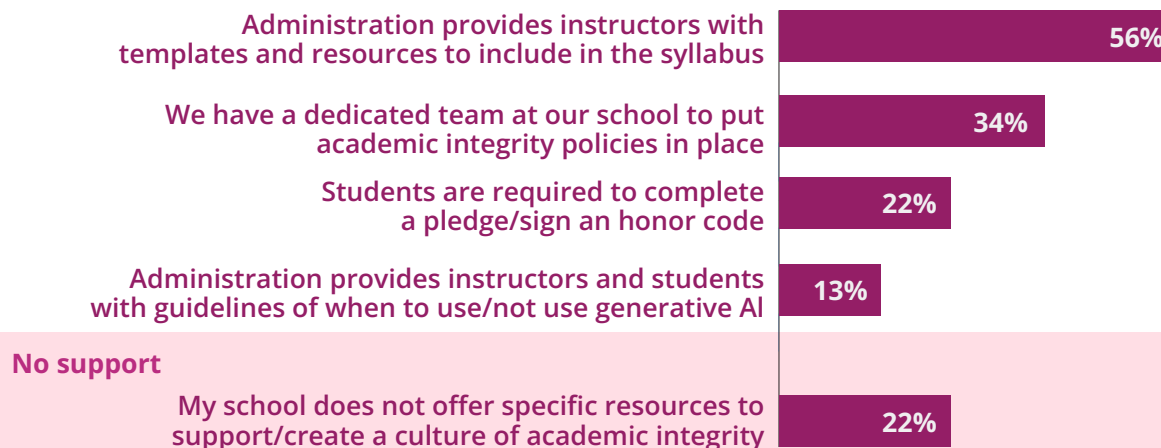 Administration provides instructors with
templates and resources to include in the syllabus
56%
We have a dedicated team at our school to put
academic integrity policies in place
34%
Students are required to complete
a pledge/sign an honor code
22%
Administration provides instructors and students
with guidelines of when to use/not use generative AI
13%
No support
My school does not offer specific resources to
support/create a culture of academic integrity
22%